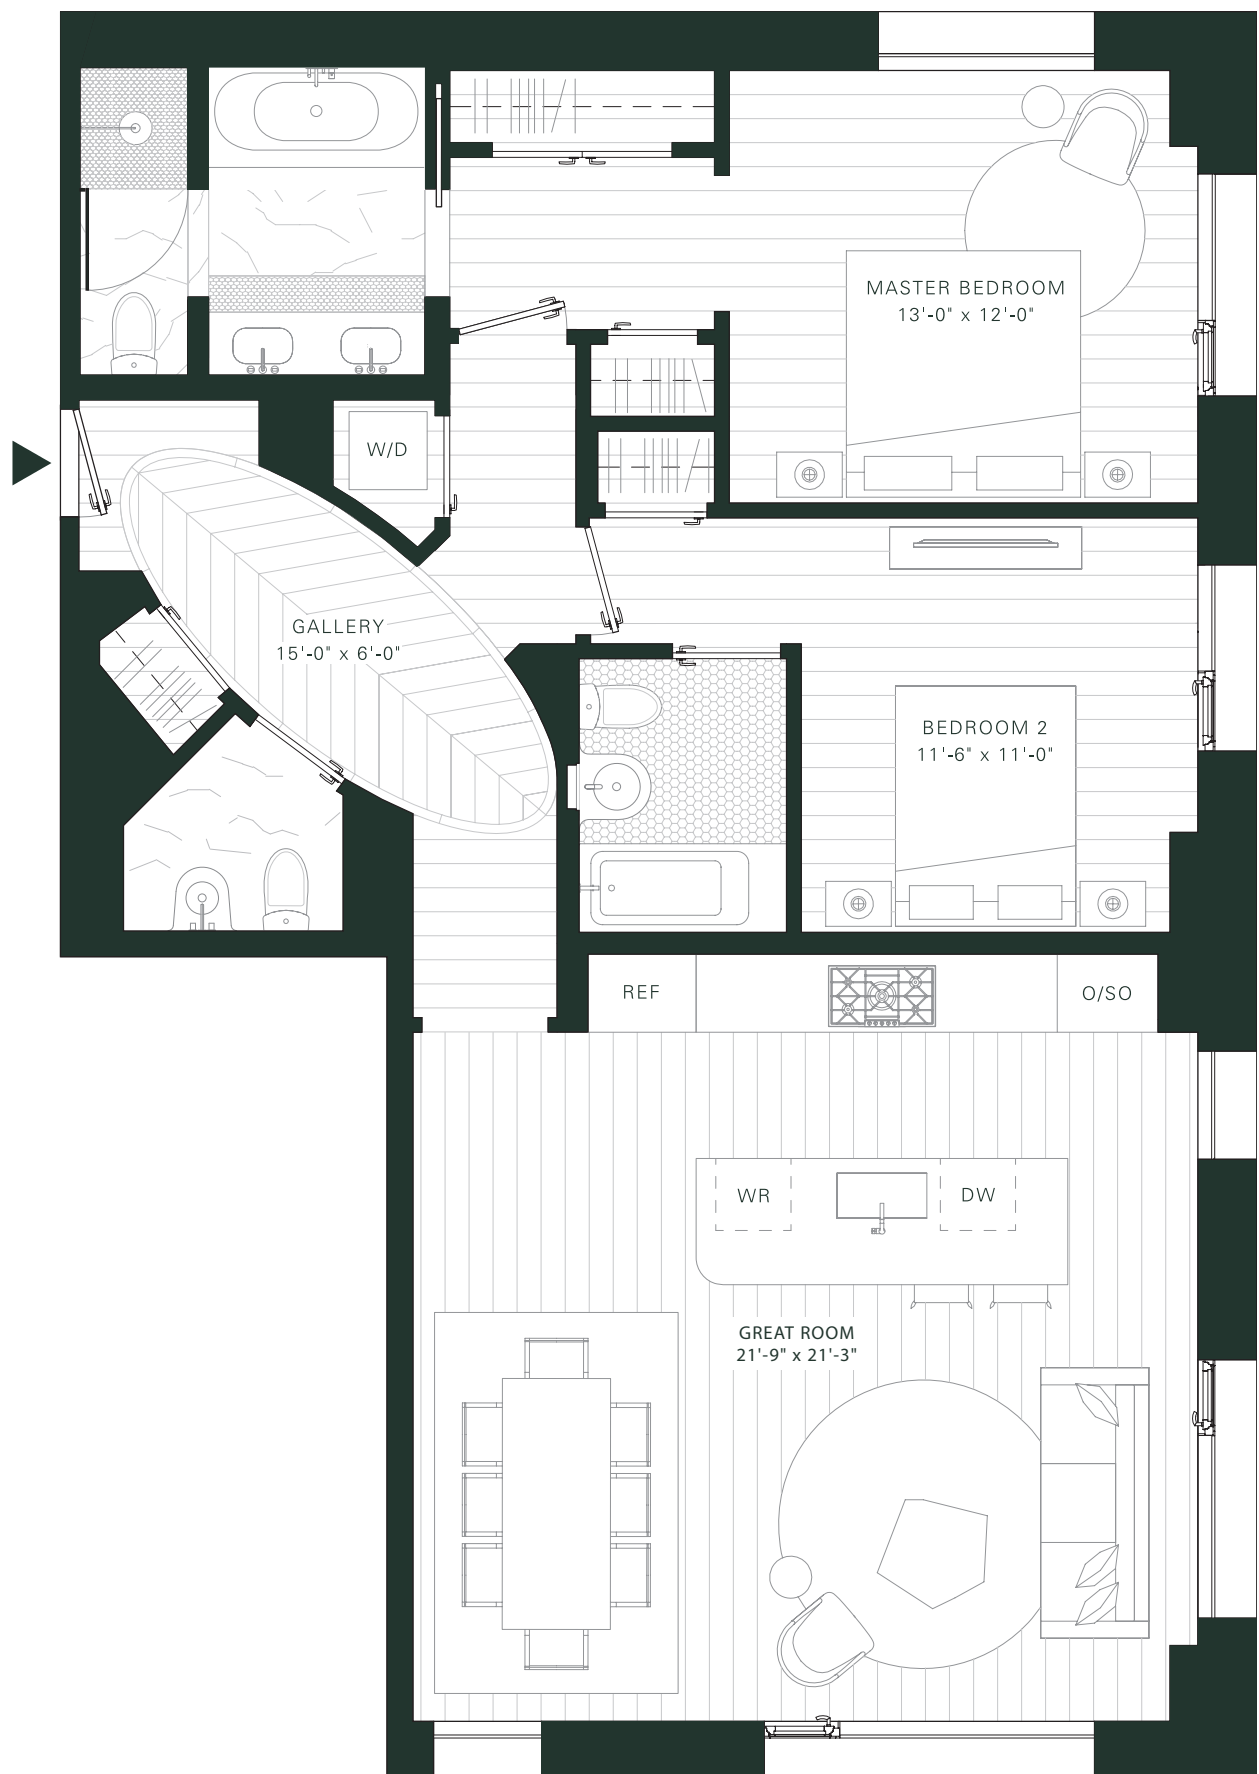 MASTER BEDROOM
13'-0" x 12'-0"
W/D
GALLERY
15'-0" x 6'-0"
BEDROOM 2
11'-6" x 11'-0"
REF
O/SO
WR
DW
GREAT ROOM
21'-9" x 21'-3"